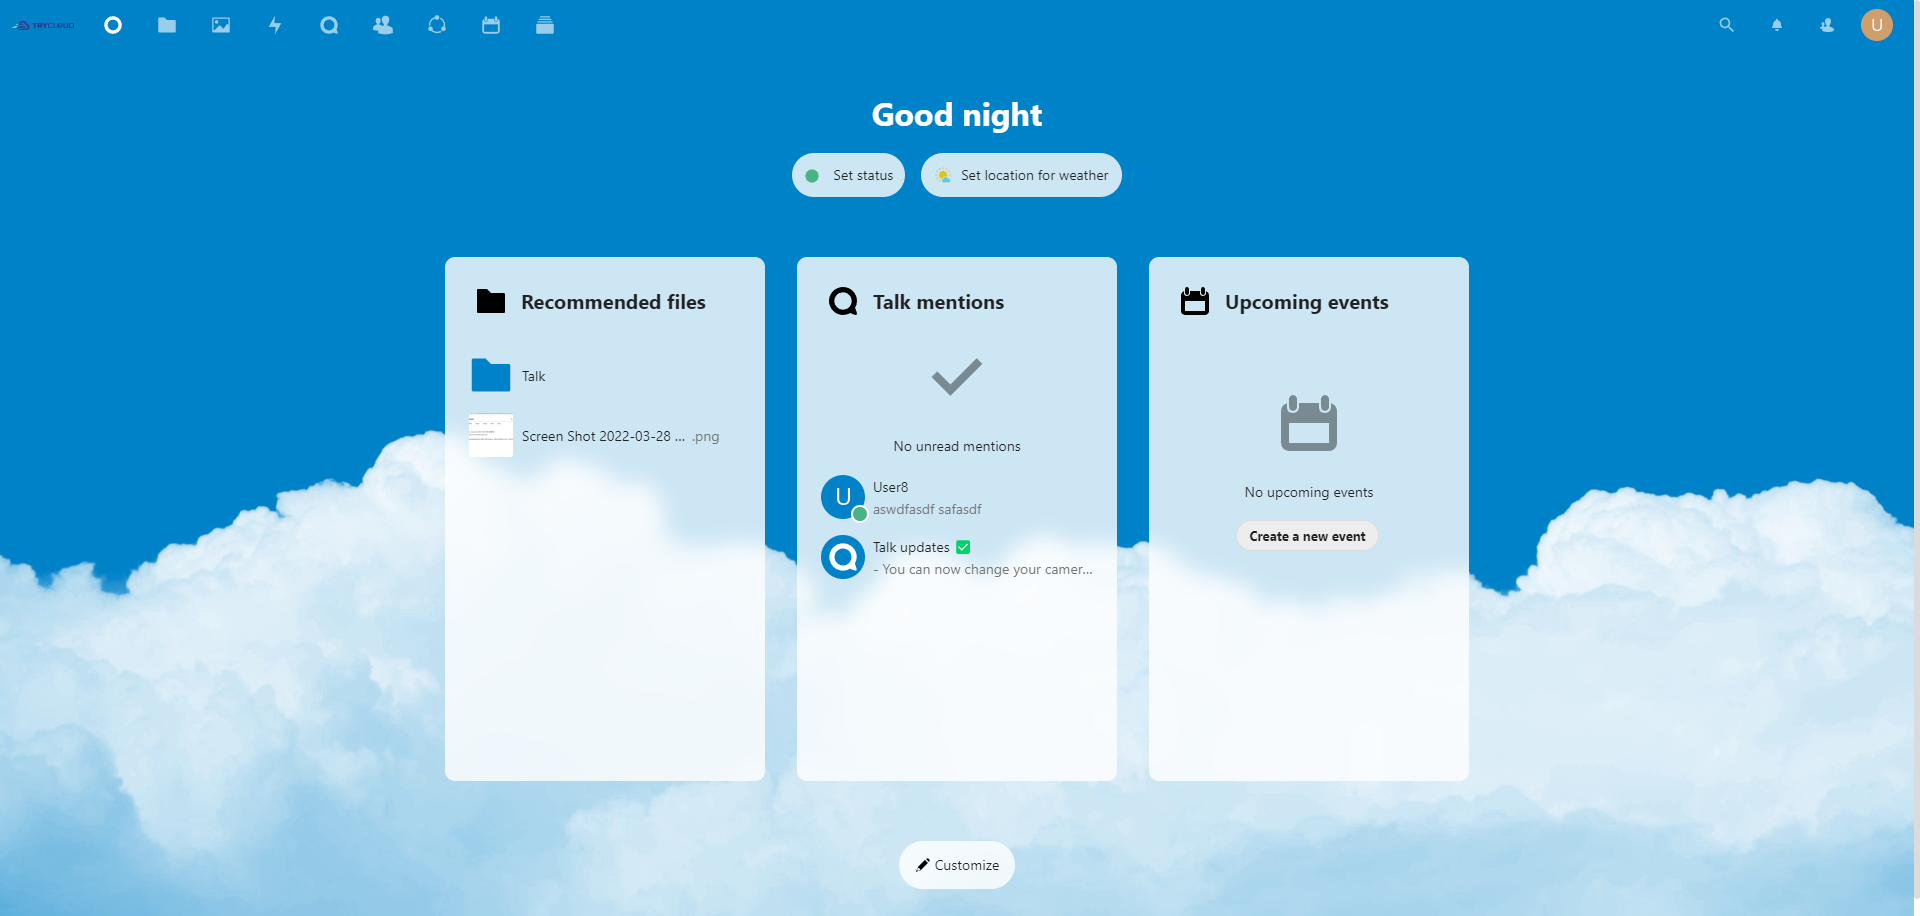 TRYCLOUD
U
Good night
Set status
Set location for weather
Recommended files
Talk
Screen Shot 2022-03-28 ... .png
Talk mentions
No unread mentions
U
User8
aswdfasdf safasdf
Talk updates ✅
- You can now change your camer...
Upcoming events
No upcoming events
Create a new event
Customize